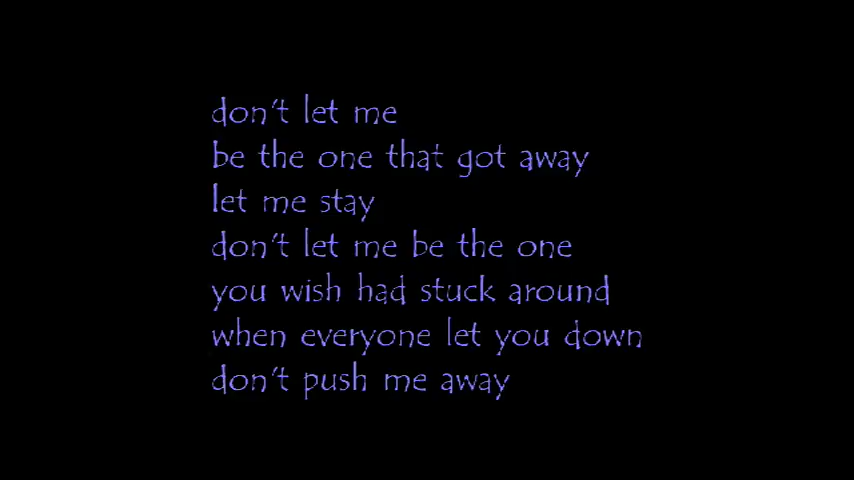 don't let me
be the one that got away
let me stay
don't let me be the one
you wish had stuck around
when everyone let you down
don't push me away